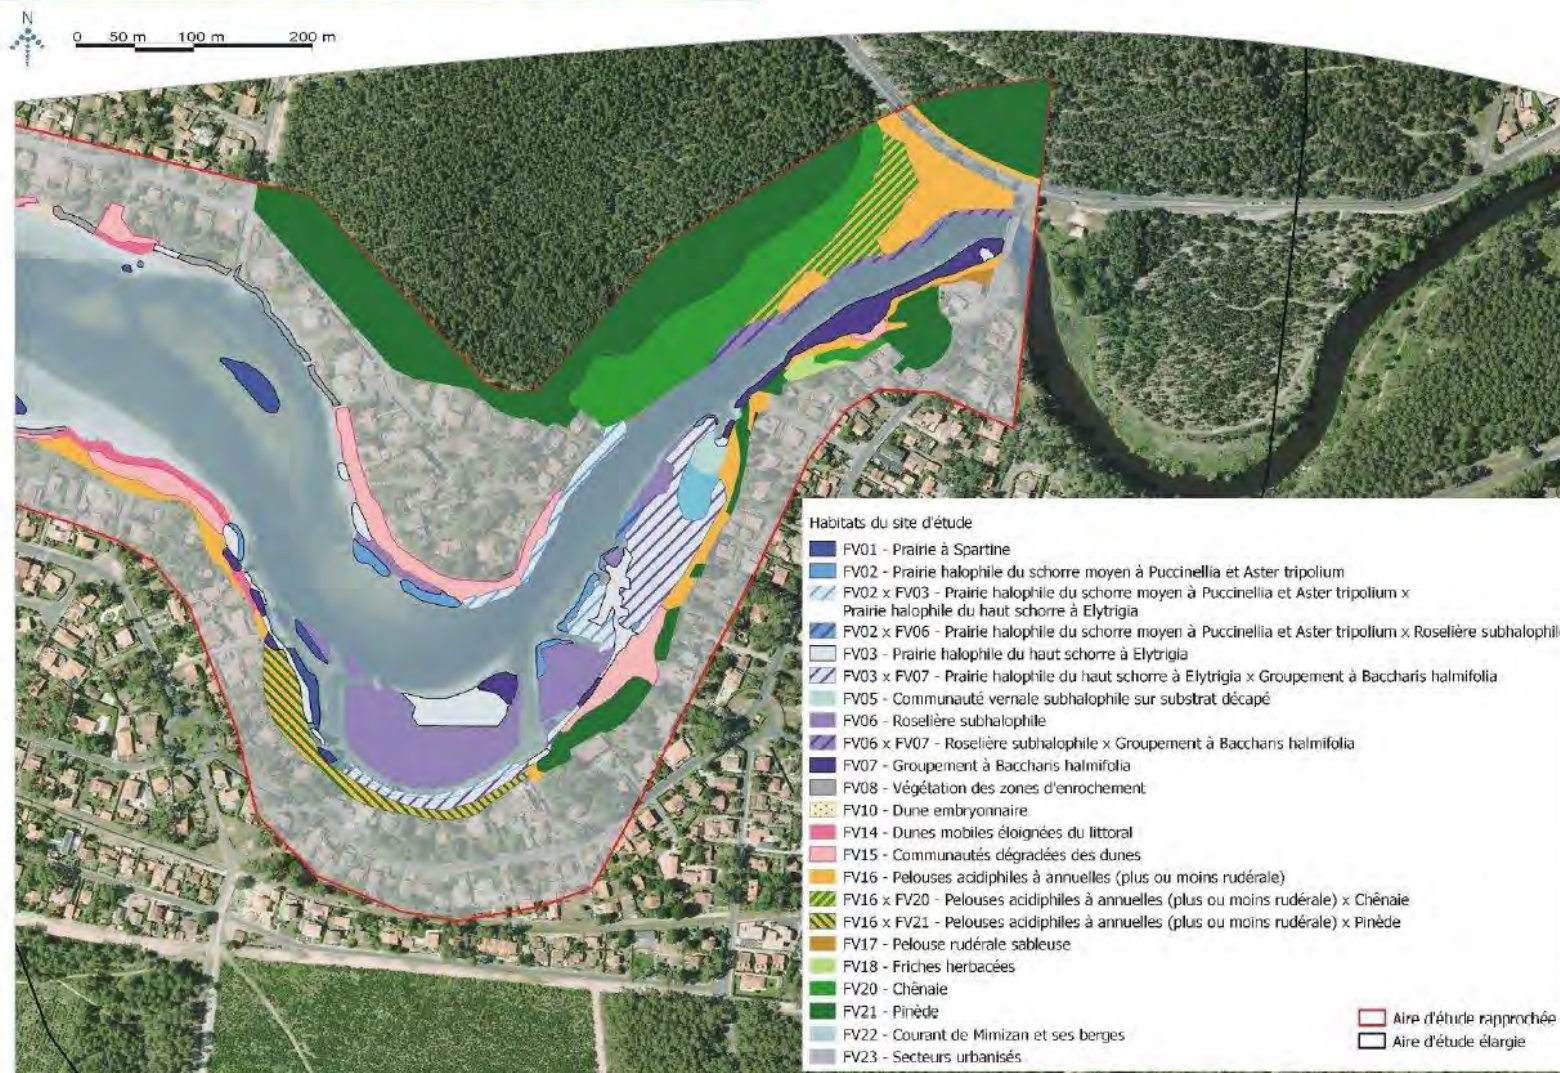 N
0 50 m 100 m 200 m
Habitats du site d'étude
FV01 - Prairie à Spartine
FV02 - Prairie halophile du schorre moyen à Puccinellia et Aster tripolium
FV02 x FV03 - Prairie halophile du schorre moyen à Puccinellia et Aster tripolium x
Prairie halophile du haut schorre à Elytrigia
FV02 x FV06 - Prairie halophile du schorre moyen à Puccinellia et Aster tripolium x Roselière subhalophile
FV03 - Prairie halophile du haut schorre à Elytrigia
FV03 x FV07 - Prairie halophile du haut schorre à Elytrigia x Groupement à Baccharis halmifolia
FV05 - Communauté vernale subhalophile sur substrat décapé
FV06 - Roselière subhalophile
FV06 x FV07 - Roselière subhalophile x Groupement à Baccharis halmifolia
FV07 - Groupement à Baccharis halmifolia
FV08 - Végétation des zones d'enrochement
FV10 - Dune embryonnaire
FV14 - Dunes mobiles éloignées du littoral
FV15 - Communautés dégradées des dunes
FV16 - Pelouses acidiphiles à annuelles (plus ou moins rudérale)
FV16 x FV20 - Pelouses acidiphiles à annuelles (plus ou moins rudérale) x Chênaie
FV16 x FV21 - Pelouses acidiphiles à annuelles (plus ou moins rudérale) x Pinède
FV17 - Pelouse rudérale sableuse
FV18 - Friches herbacées
FV20 - Chênaie
FV21 - Pinède
FV22 - Courant de Mimizan et ses berges
FV23 - Secteurs urbanisés
Aire d'étude rapprochée
Aire d'étude élargie